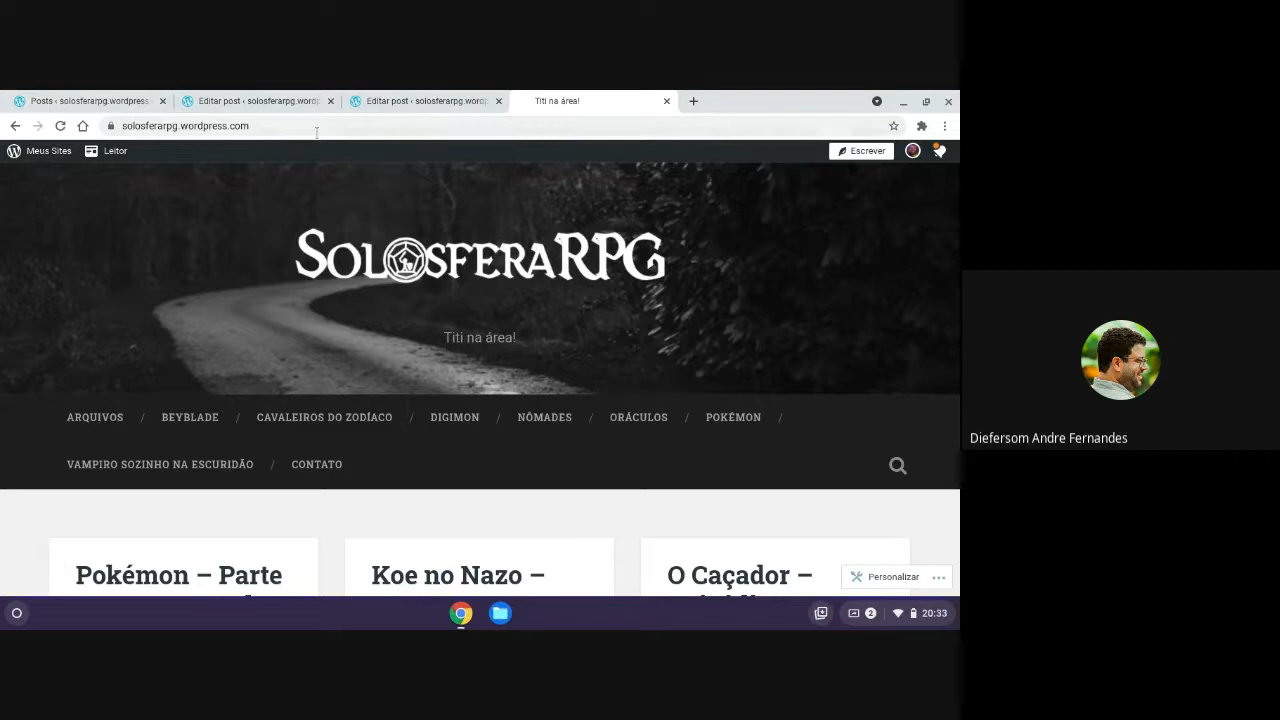 Posts ‹ solosferarpg.wordpress.
Editar post ‹ solosferarpg.wordp
Editar post ‹ solosferarpg.wordp
Titi na área!
solosferarpg.wordpress.com
Meus Sites
Leitor
Escrever
SolosferaRPG
Titi na área!
ARQUIVOS / BEYBLADE / CAVALEIROS DO ZODÍACO / DIGIMON / NÔMADES / ORÁCULOS / POKÉMON /
VAMPIRO SOZINHO NA ESCURIDÃO / CONTATO
Pokémon – Parte
Koe no Nazo –
O Caçador –
Personalizar
2
20:33
Diefersom Andre Fernandes